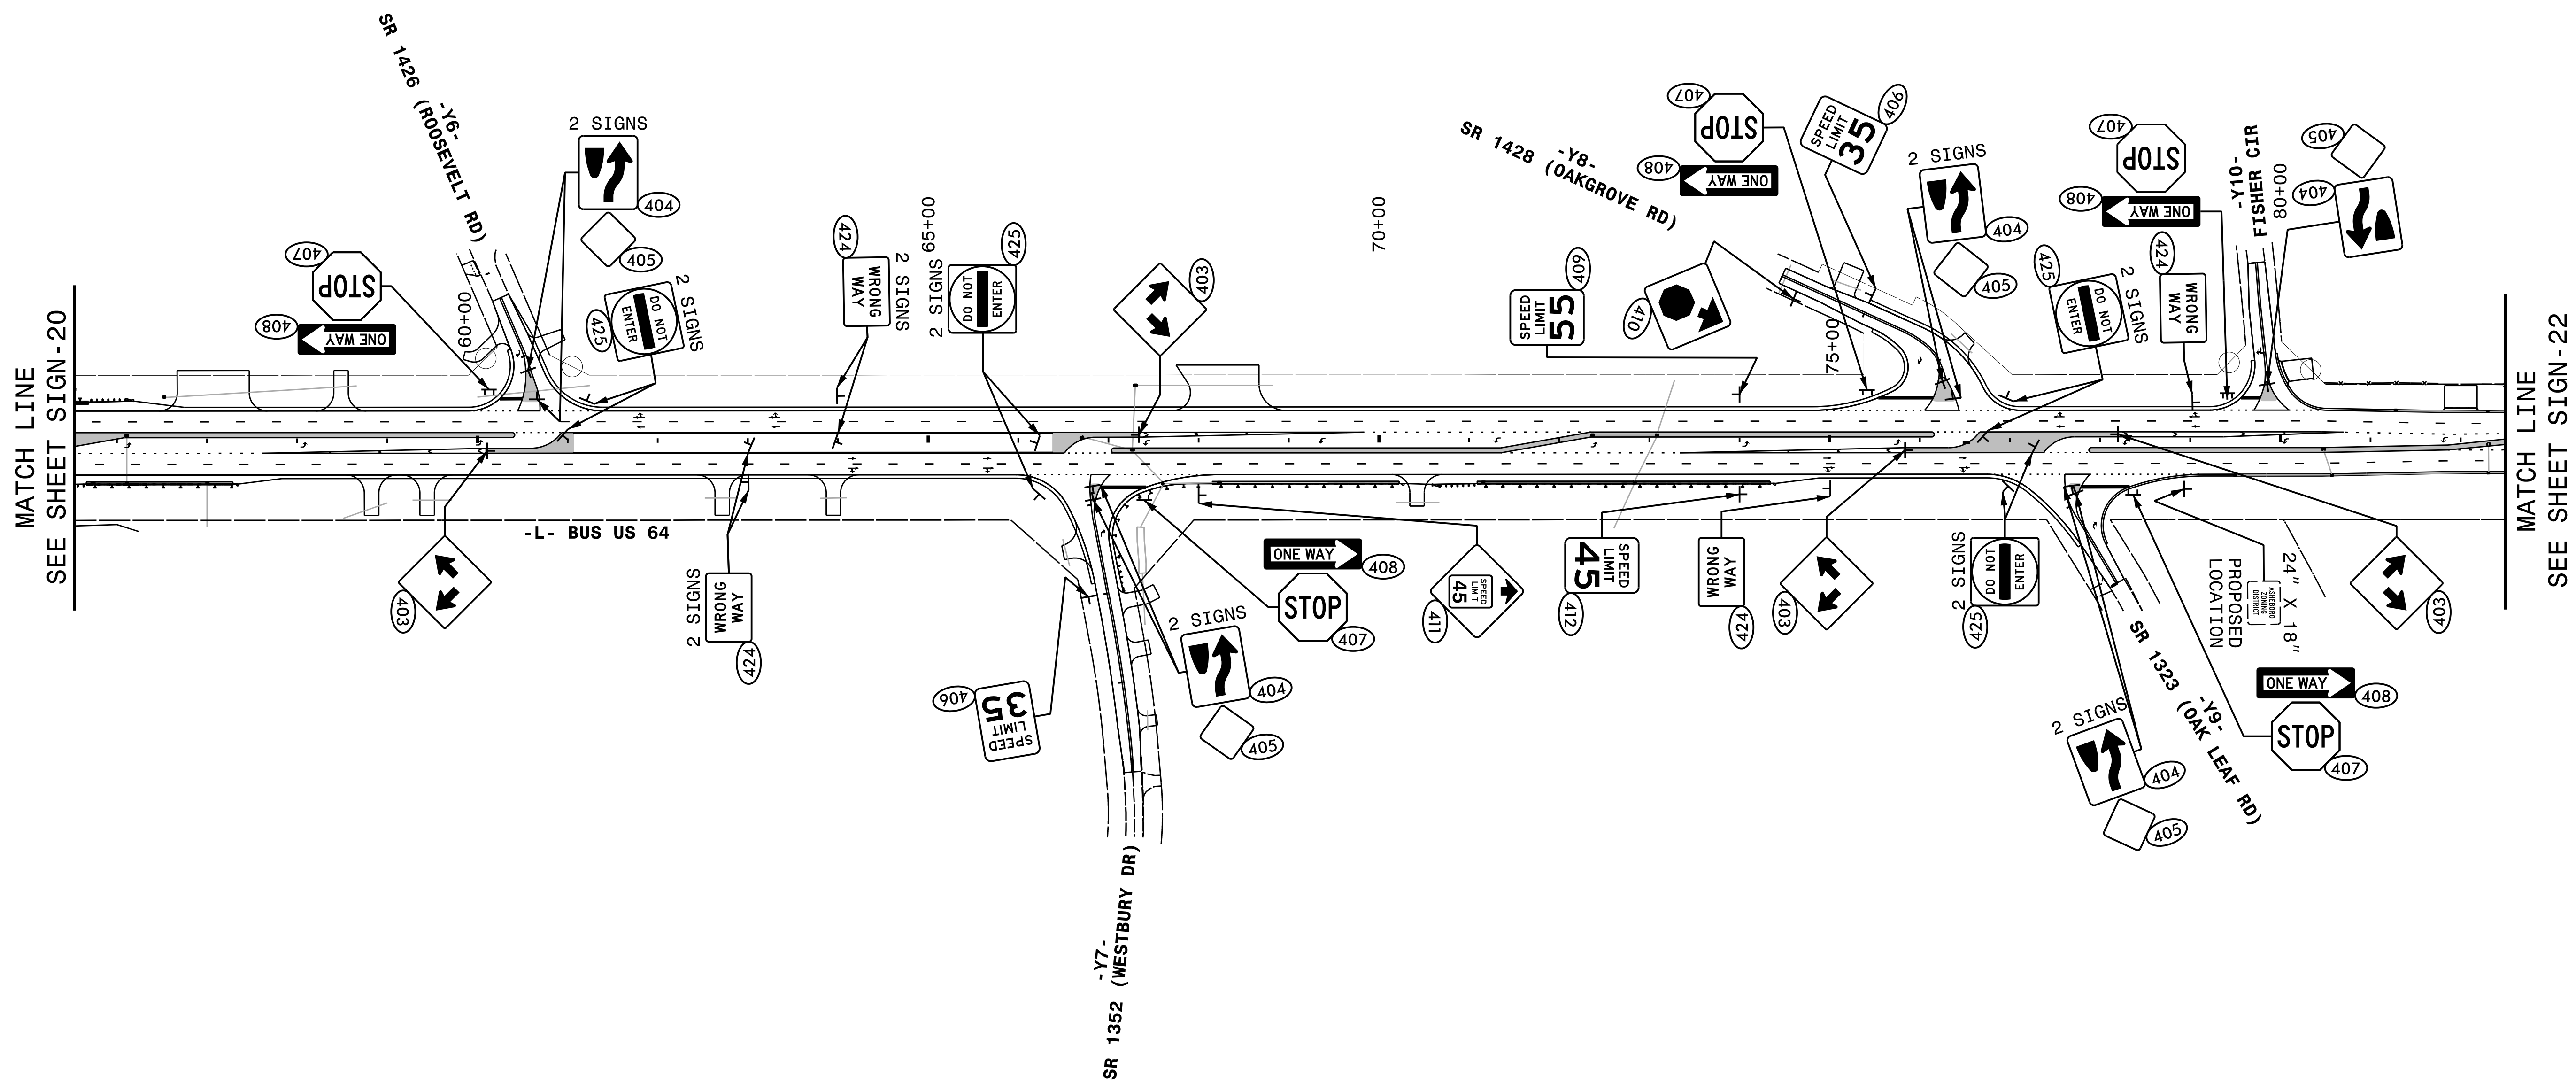 MATCH LINE
SEE SHEET SIGN-20
SR 1426 (ROOSEVELT RD)
-Y6-
2 SIGNS
404
405
407
STOP
408
ONE WAY
60+00
425
DO NOT
ENTER
2 SIGNS
424
WRONG
WAY
2 SIGNS
65+00
2 SIGNS
425
DO NOT
ENTER
403
70+00
SR 1428 (OAKGROVE RD)
-Y8-
409
SPEED
LIMIT
55
410
407
STOP
408
ONE WAY
406
SPEED
LIMIT
35
75+00
2 SIGNS
404
405
425
DO NOT
ENTER
2 SIGNS
407
STOP
408
ONE WAY
424
WRONG
WAY
-Y10-
FISHER CIR
80+00
405
404
MATCH LINE
SEE SHEET SIGN-22
-L- BUS US 64
403
2 SIGNS
WRONG
WAY
424
406
SPEED
LIMIT
35
-Y7-
SR 1352 (WESTBURY DR)
2 SIGNS
404
405
ONE WAY
408
STOP
407
411
SPEED
LIMIT
45
412
SPEED
LIMIT
45
WRONG
WAY
424
403
2 SIGNS
DO NOT
ENTER
425
2 SIGNS
404
405
SR 1323 (OAK LEAF RD)
-Y9-
PROPOSED
LOCATION
ASHEBORO
ZONING
DISTRICT
24" X 18"
ONE WAY
408
STOP
407
403